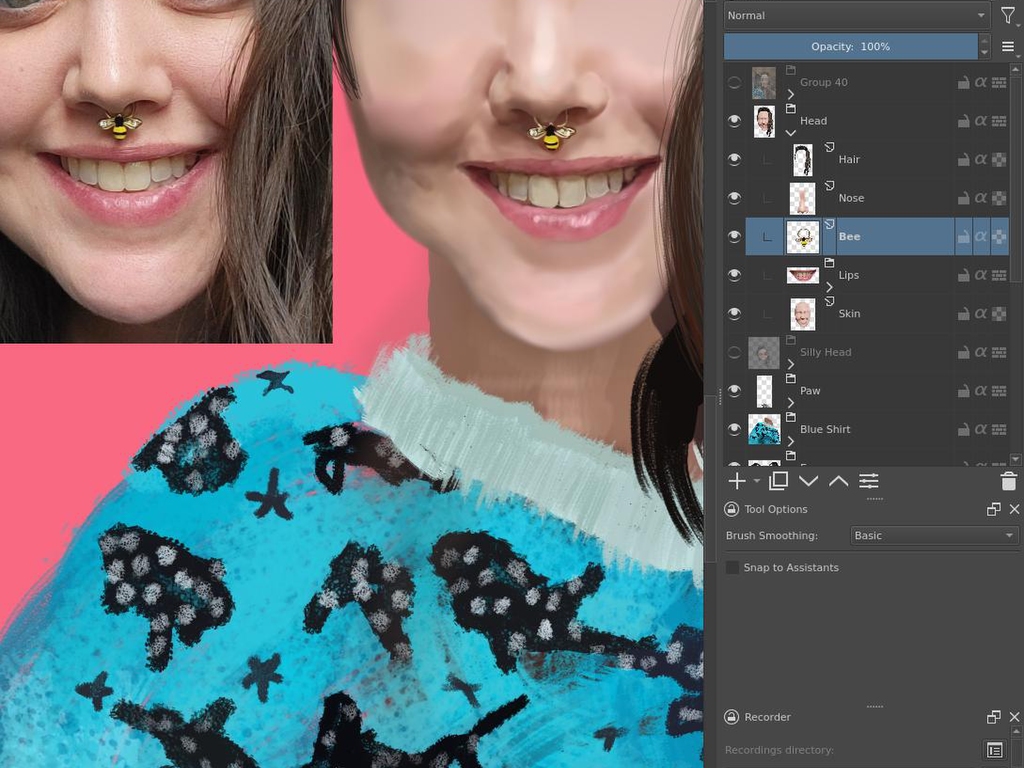 Normal
Opacity: 100%
Group 40
Head
Hair
Nose
Bee
Lips
Skin
Silly Head
Paw
Blue Shirt
Tool Options
Brush Smoothing: Basic
Snap to Assistants
Recorder
Recordings directory: